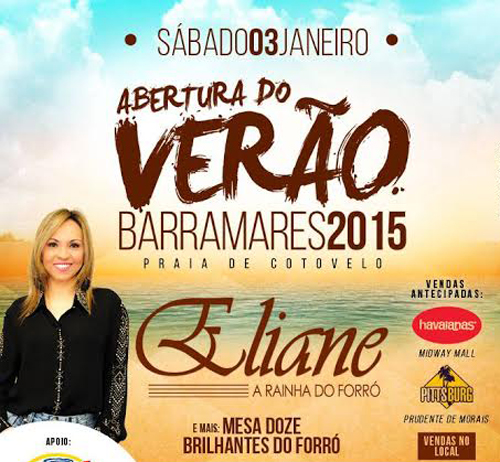 • SÁBADO03JANEIRO •
ABERTURA DO
VERÃO
BARRAMARES2015
PRAIA DE COTOVELO
Eliane
A RAINHA DO FORRÓ
E MAIS: MESA DOZE
BRILHANTES DO FORRÓ
VENDAS
ANTECIPADAS:
havaianas
MIDWAY MALL
PITTSBURG
PRUDENTE DE MORAIS
VENDAS NO
LOCAL
APOIO: